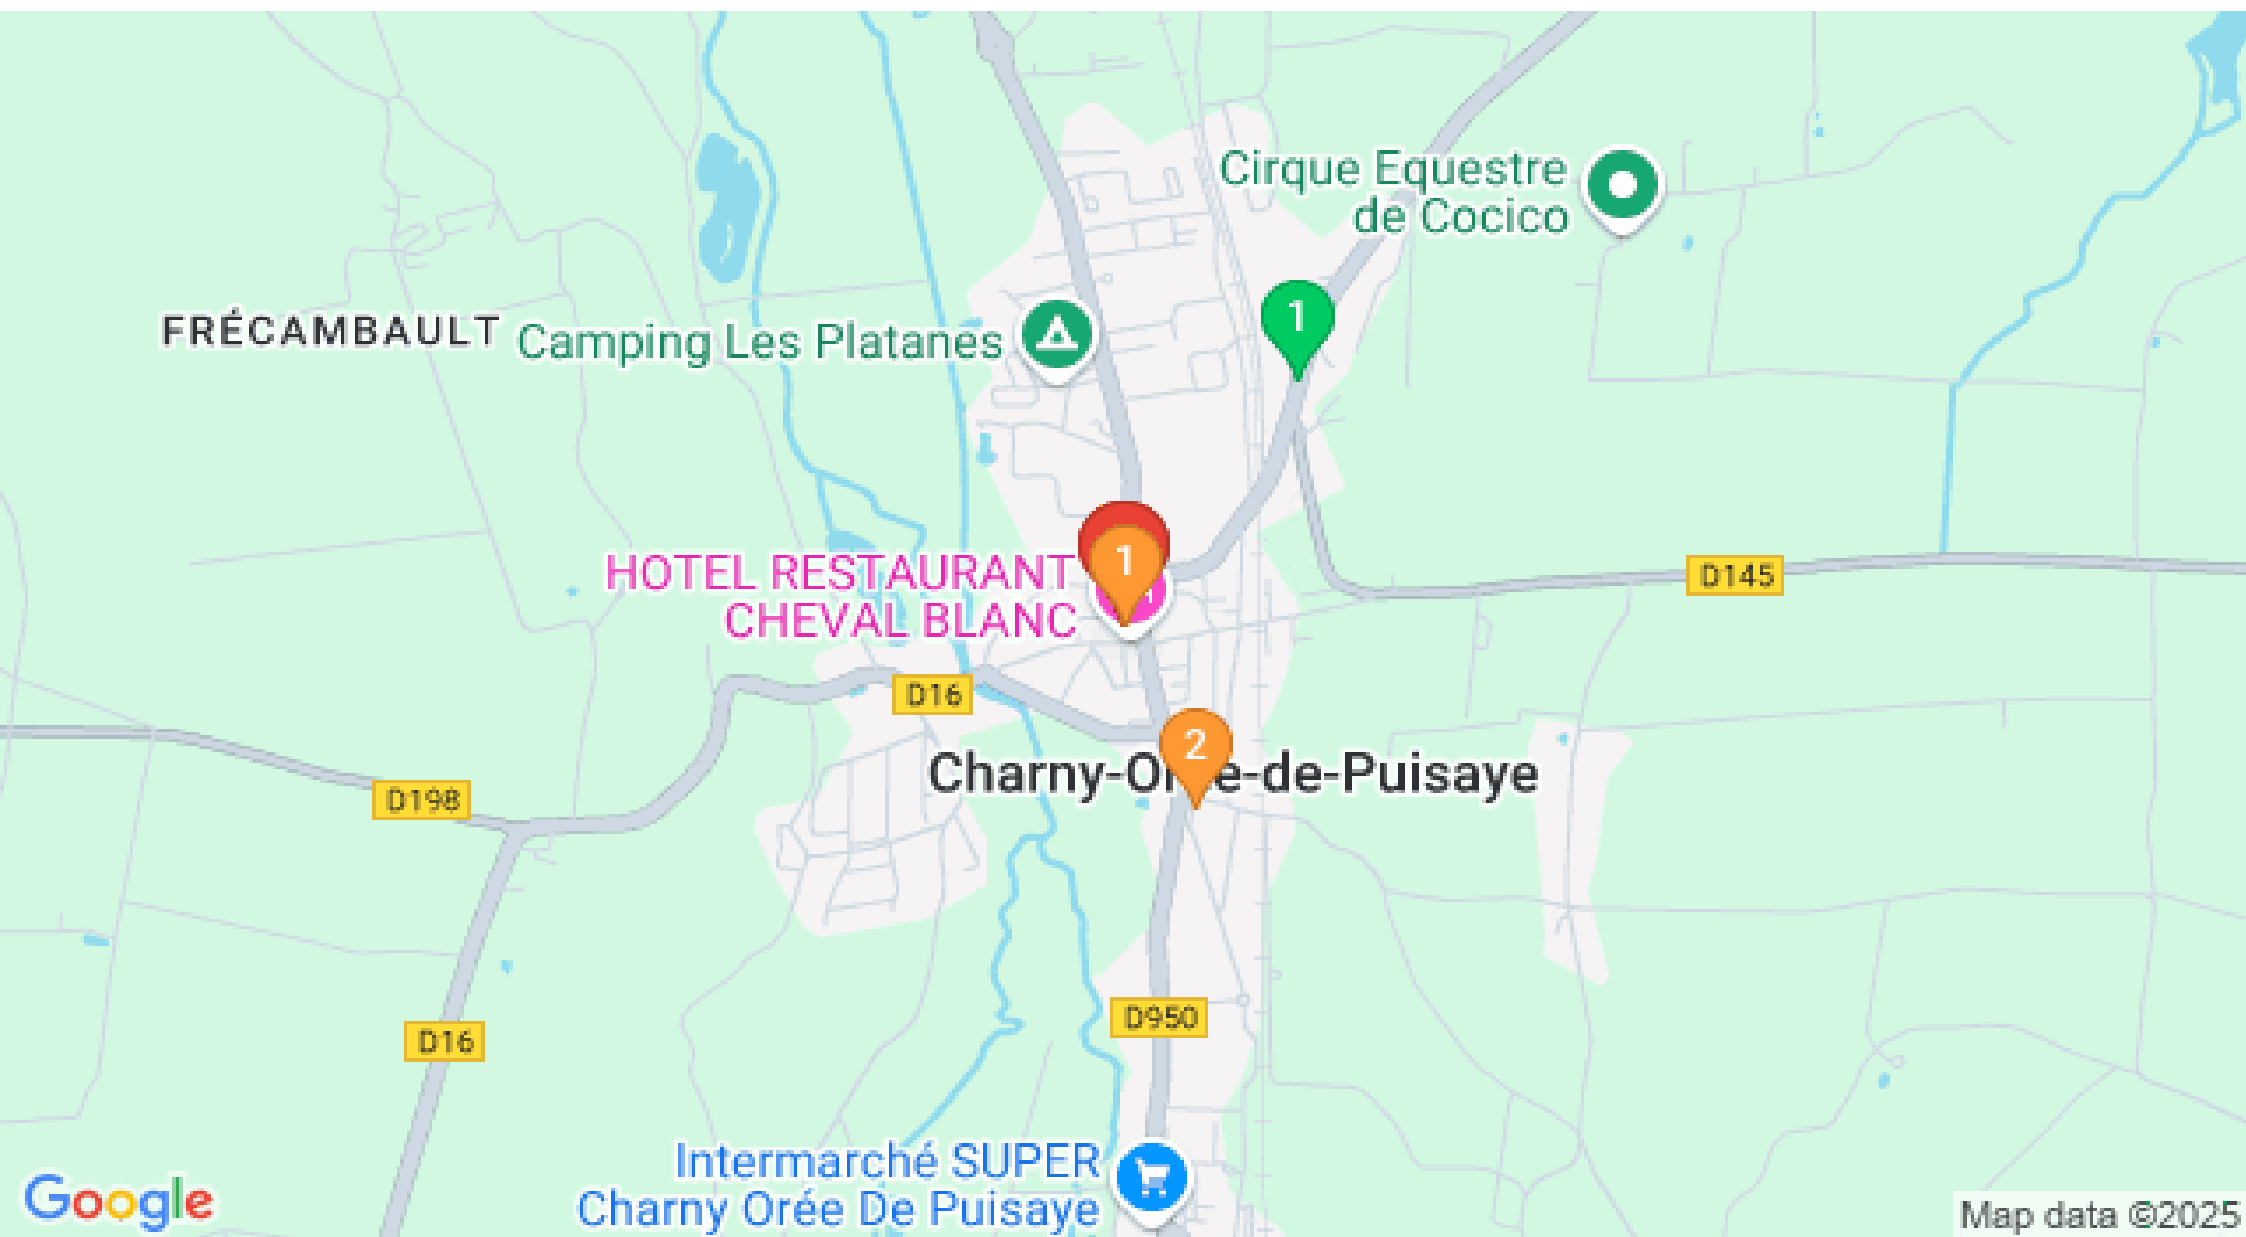 Cirque Equestre
de Cocico
1
FRÉCAMBAULT
Camping Les Platanes
1
HOTEL RESTAURANT
CHEVAL BLANC
D145
D16
2
Charny-Orée-de-Puisaye
D198
D950
D16
Intermarché SUPER
Charny Orée De Puisaye
Google
Map data ©2025